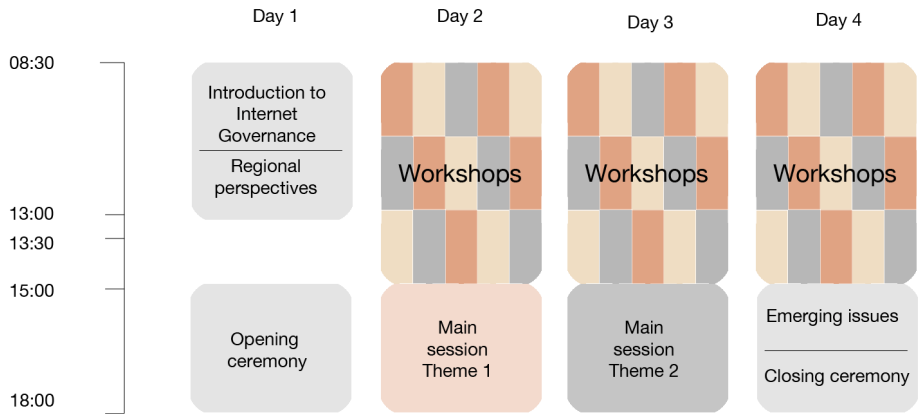 Day 1
Day 2
Day 3
Day 4
08:30
13:00
13:30
15:00
18:00
Introduction to
Internet
Governance
Regional
perspectives
Opening
ceremony
Workshops
Main
session
Theme 1
Workshops
Main
session
Theme 2
Workshops
Emerging issues
Closing ceremony